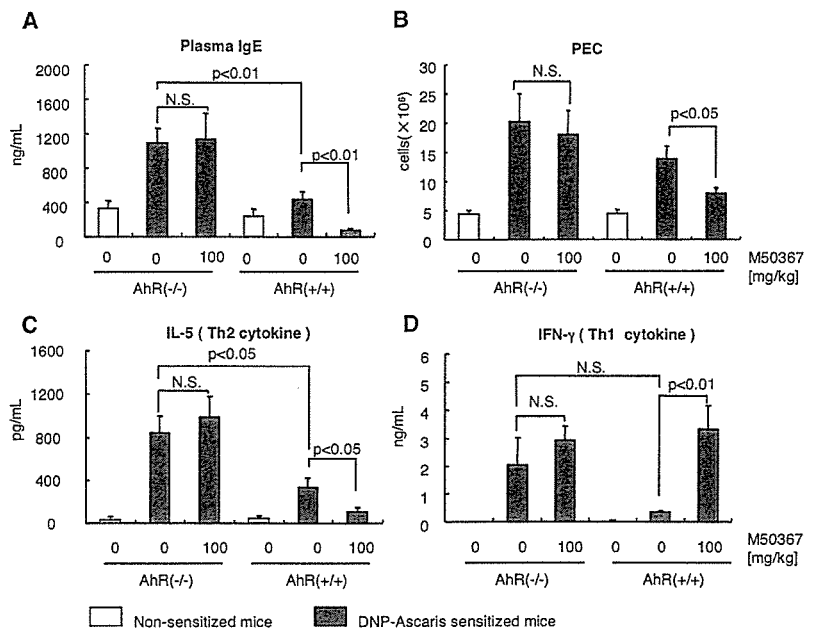 A
Plasma IgE
ng/mL
2000
1600
1200
800
400
0
p<0.01
N.S.
p<0.01
0 0 100 0 0 100
AhR(-/-) AhR(+/+)
B
PEC
cells(×10⁶)
30
25
20
15
10
5
0
N.S.
p<0.05
0 0 100 0 0 100 M50367
[mg/kg]
AhR(-/-) AhR(+/+)
C
IL-5 ( Th2 cytokine )
pg/mL
1600
1200
800
400
0
p<0.05
N.S.
p<0.05
0 0 100 0 0 100
AhR(-/-) AhR(+/+)
D
IFN-γ ( Th1 cytokine )
ng/mL
6
5
4
3
2
1
0
N.S.
p<0.01
N.S.
0 0 100 0 0 100 M50367
[mg/kg]
AhR(-/-) AhR(+/+)
Non-sensitized mice DNP-Ascaris sensitized mice